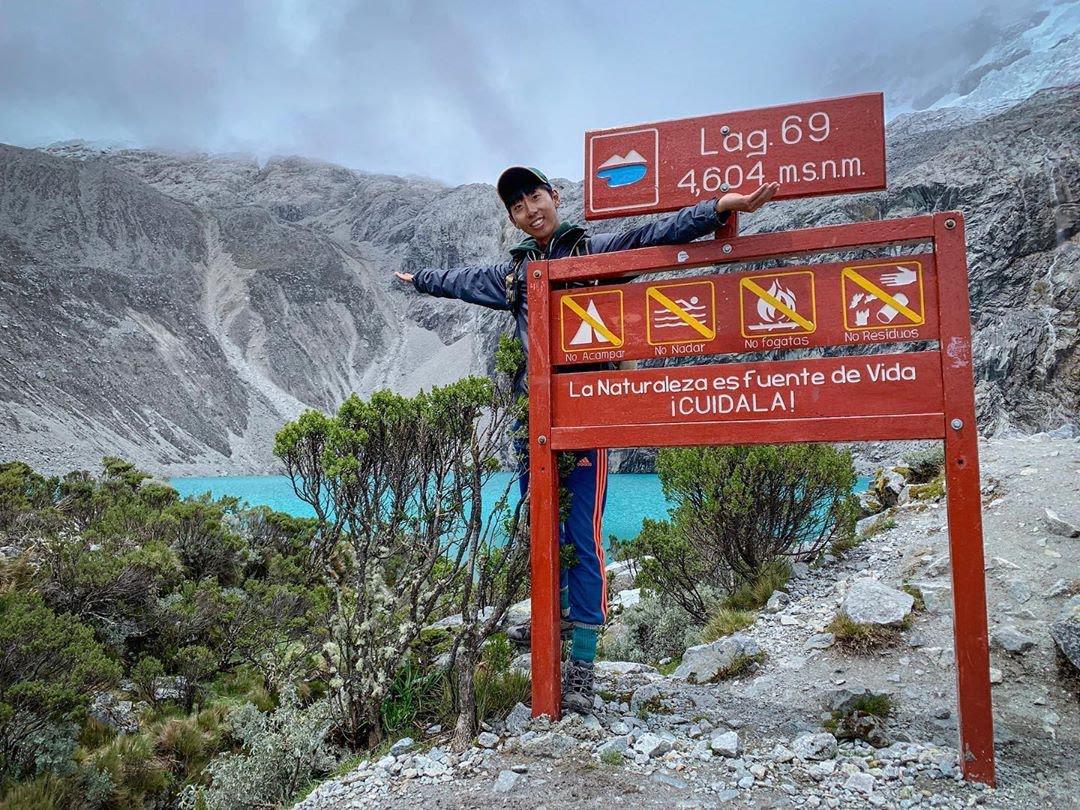 Lag. 69
4,604 m.s.n.m.
No Acampar No Nadar No fogatas No Residuos
La Naturaleza es fuente de Vida
¡CUIDALA!
adidas